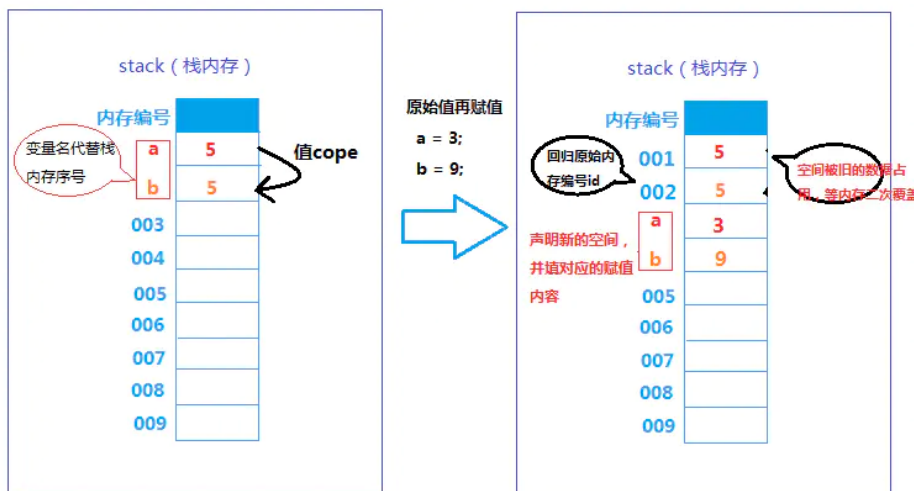 stack（栈内存）
内存编号
变量名代替栈
内存序号
a 5
b 5
值cope
003
004
005
006
007
008
009
原始值再赋值
a = 3;
b = 9;
stack（栈内存）
内存编号
回归原始内
存编号id
001 5
002 5
空间被旧的数据占
用，等内存二次覆盖
声明新的空间，
并填对应的赋值
内容
a 3
b 9
005
006
007
008
009